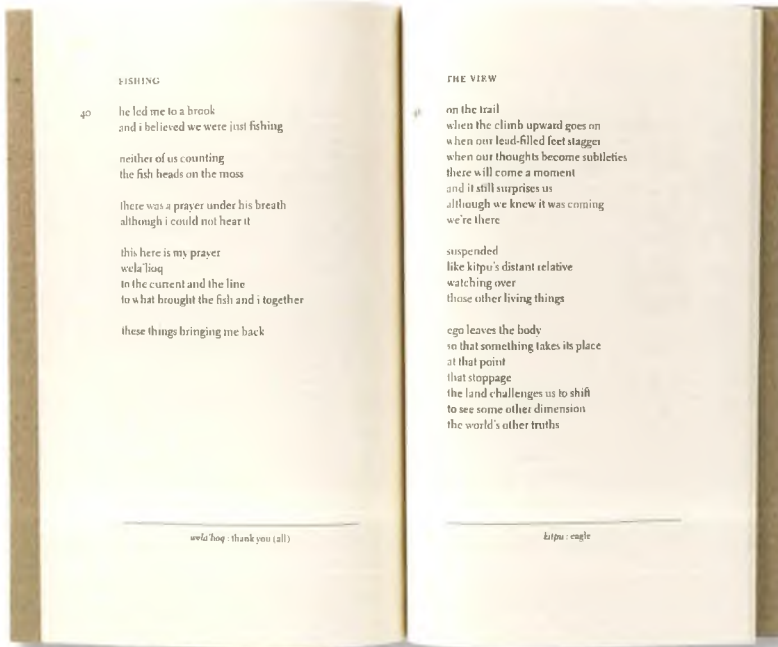 FISHING
40
he led me to a brook
and i believed we were just fishing
neither of us counting
the fish heads on the moss
there was a prayer under his breath
although i could not hear it
this here is my prayer
wela'lioq
to the current and the line
to what brought the fish and i together
these things bringing me back
wela'lioq : thank you (all)
THE VIEW
on the trail
when the climb upward goes on
when our lead-filled feet stagger
when our thoughts become subtleties
there will come a moment
and it still surprises us
although we knew it was coming
we're there
suspended
like kitpu's distant relative
watching over
those other living things
ego leaves the body
so that something takes its place
at that point
that stoppage
the land challenges us to shift
to see some other dimension
the world's other truths
kitpu : eagle